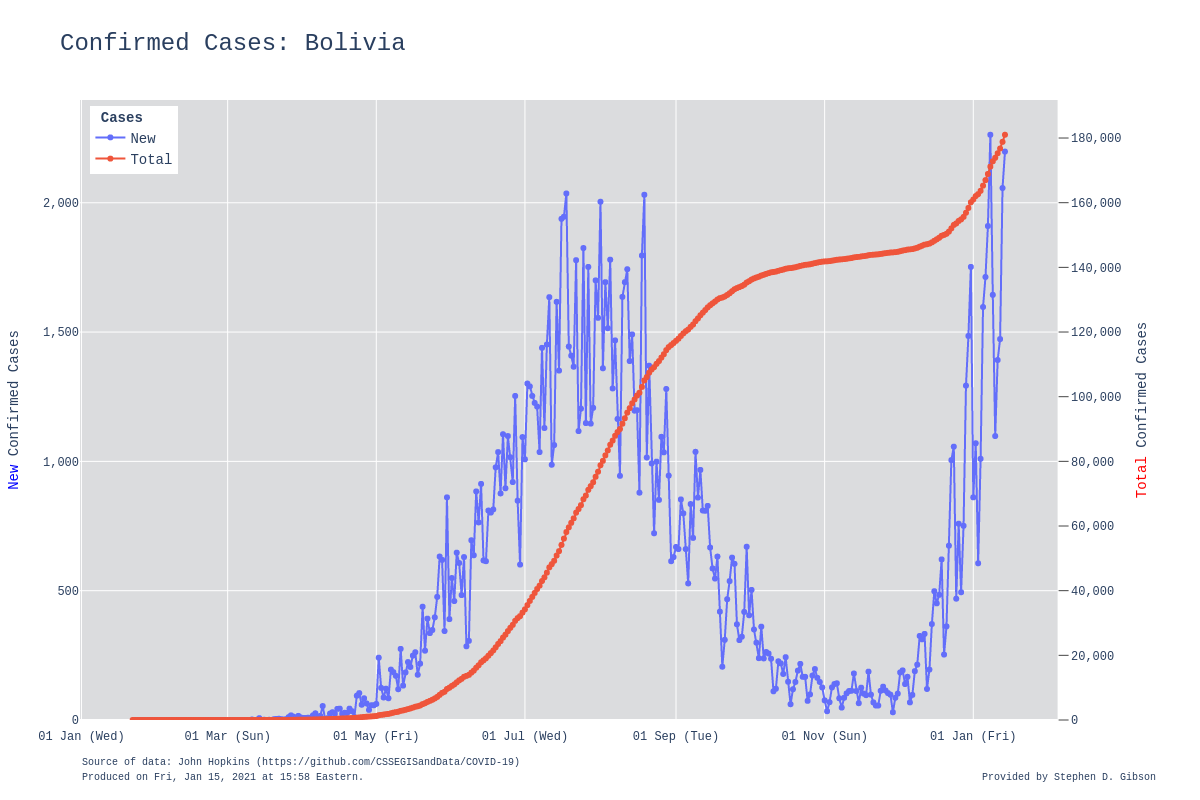 Confirmed Cases: Bolivia
Cases
New
Total
2,000
1,500
1,000
500
0
180,000
160,000
140,000
120,000
100,000
80,000
60,000
40,000
20,000
0
New Confirmed Cases
Total Confirmed Cases
01 Jan (Wed) 01 Mar (Sun) 01 May (Fri) 01 Jul (Wed) 01 Sep (Tue) 01 Nov (Sun) 01 Jan (Fri)
Source of data: John Hopkins (https://github.com/CSSEGISandData/COVID-19)
Produced on Fri, Jan 15, 2021 at 15:58 Eastern.
Provided by Stephen D. Gibson